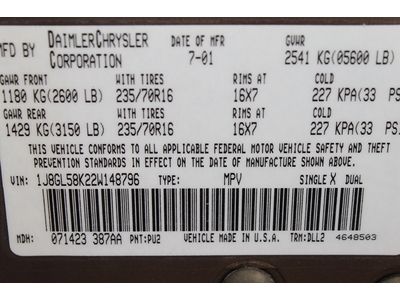 MFD BY DAIMLERCHRYSLER CORPORATION DATE OF MFR 7-01 GVWR 2541 KG(05600 LB)
GAWR FRONT WITH TIRES RIMS AT COLD
1180 KG(2600 LB) 235/70R16 16X7 227 KPA(33 PS
GAWR REAR WITH TIRES RIMS AT COLD
1429 KG(3150 LB) 235/70R16 16X7 227 KPA(33 PS
THIS VEHICLE CONFORMS TO ALL APPLICABLE FEDERAL MOTOR VEHICLE SAFETY AND THEFT
PREVENTION STANDARDS IN EFFECT ON THE DATE OF MANUFACTURE SHOWN ABOVE.
VIN: 1J8GL58K22W148796 TYPE: MPV SINGLE X DUAL
MDH: 071423 387AA PNT:PU2 VEHICLE MADE IN U.S.A. TRM:DLL2 4648503